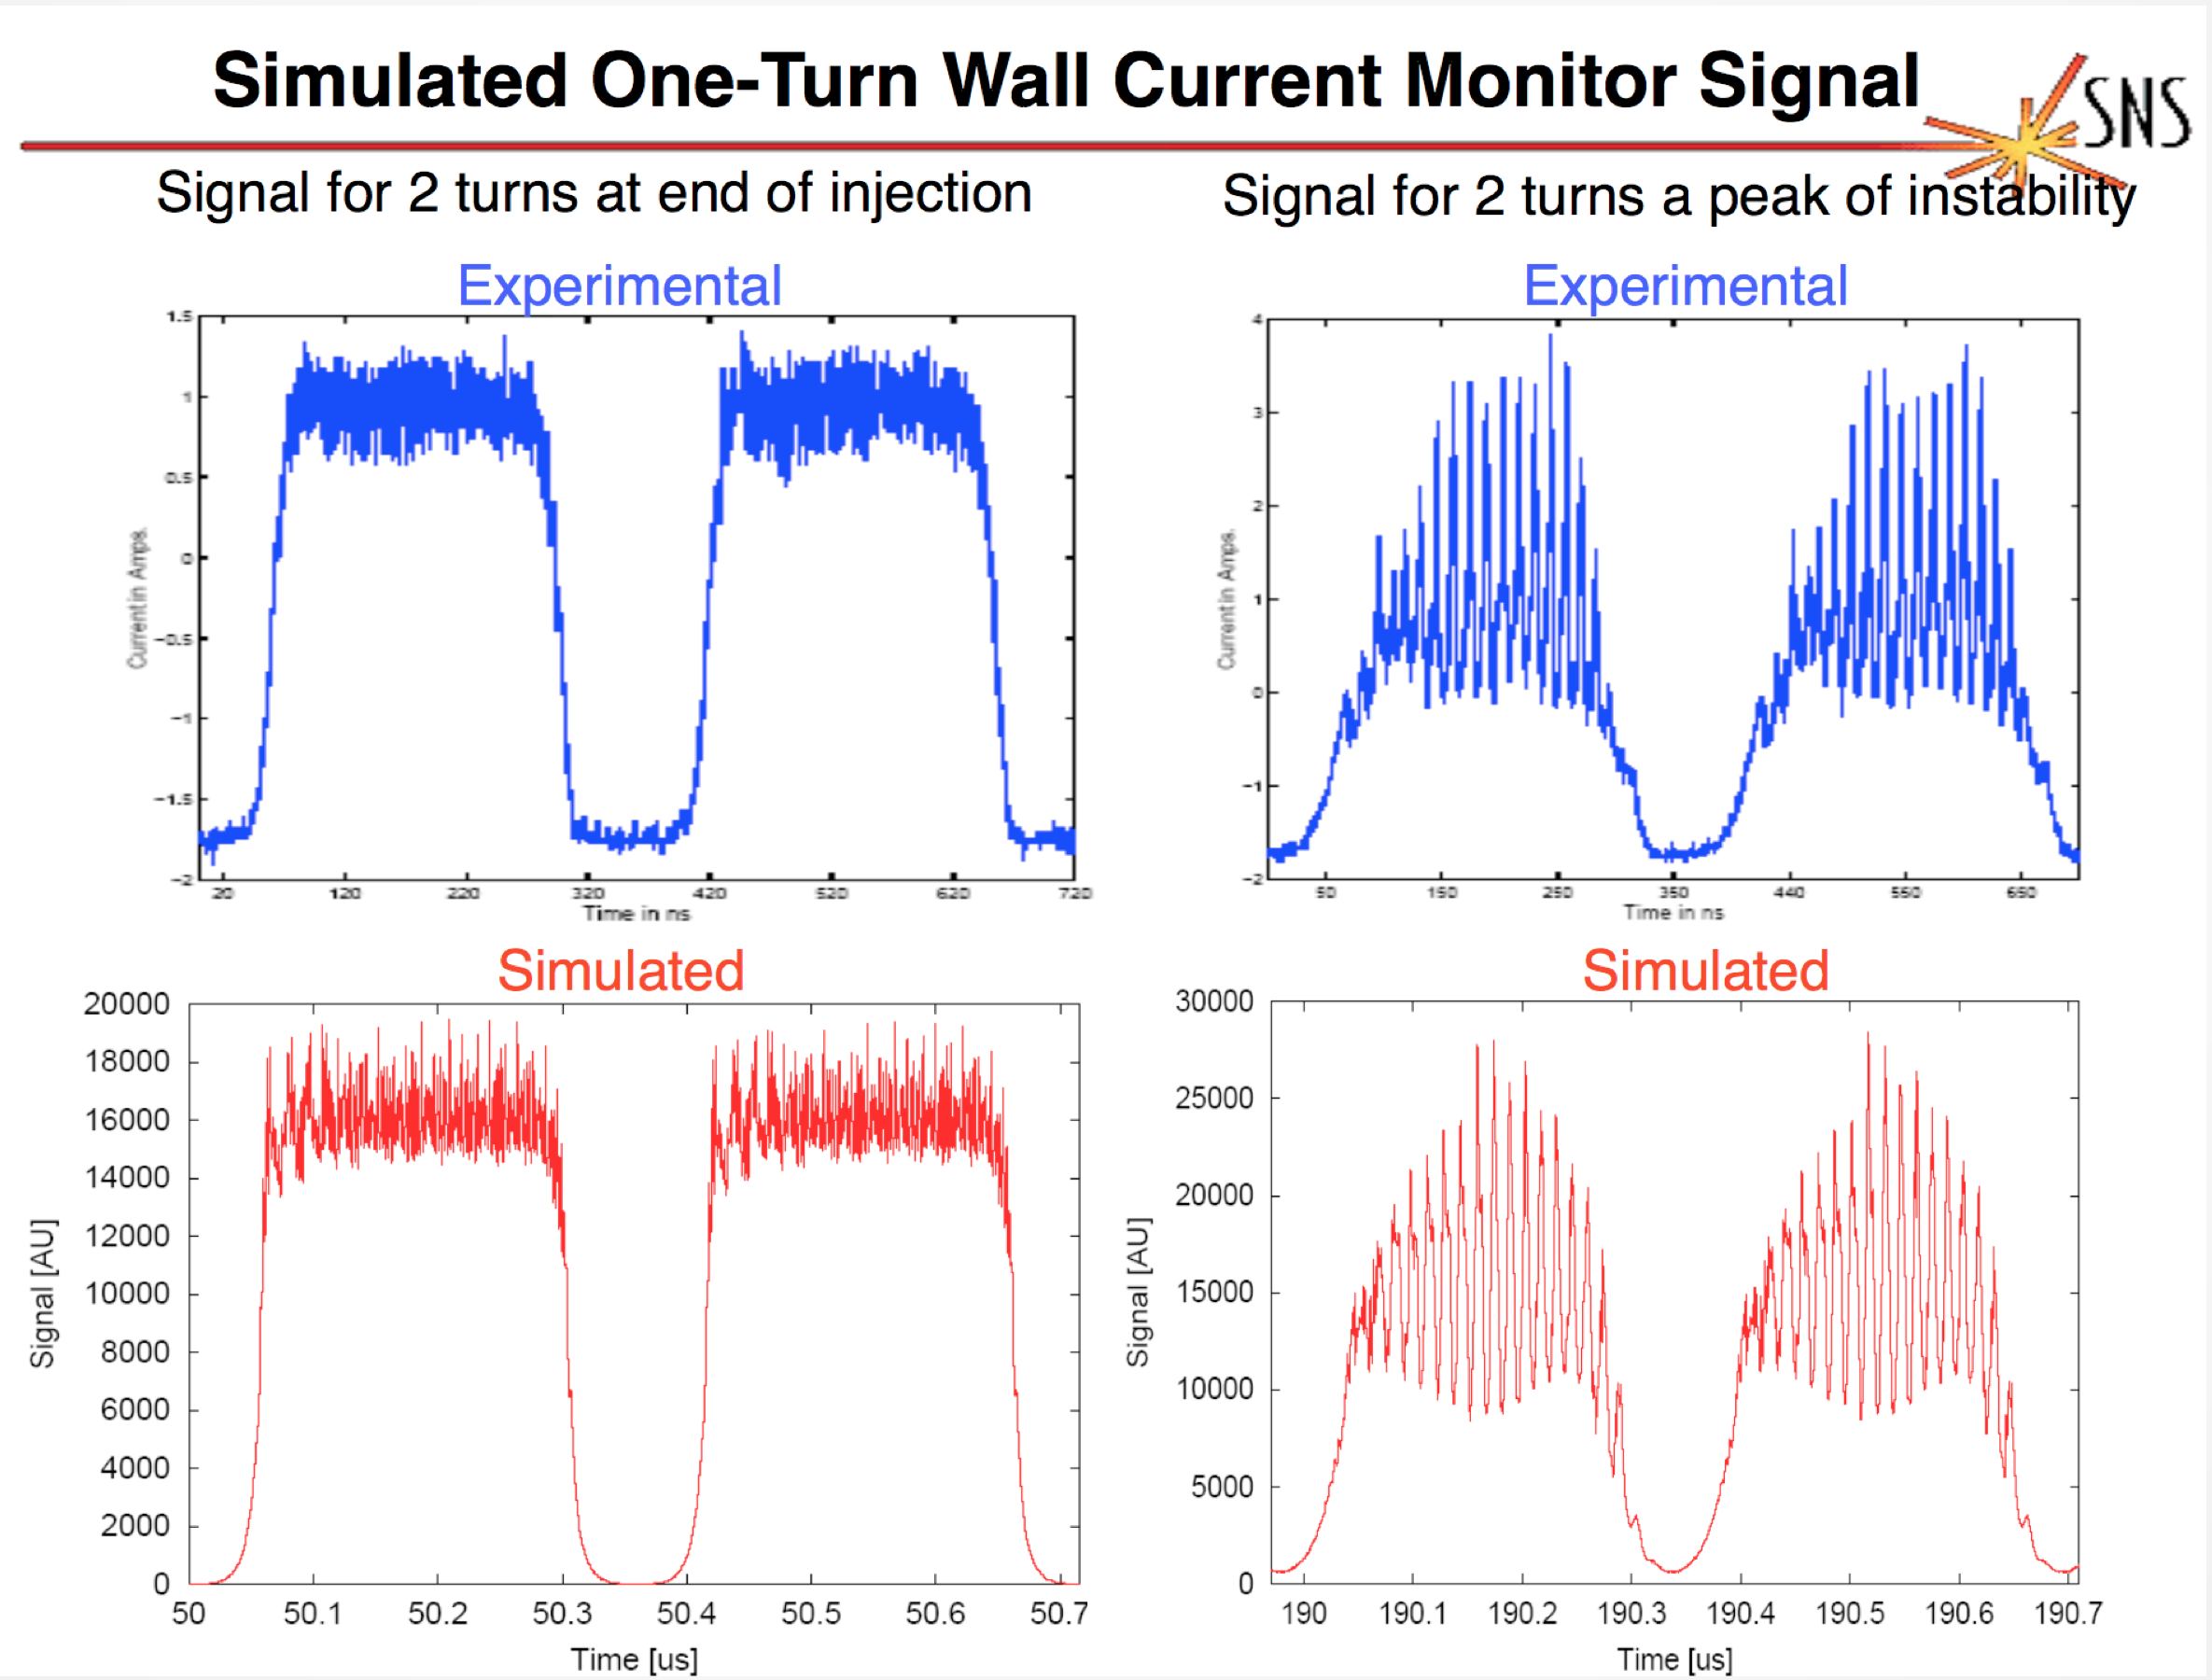 Simulated One-Turn Wall Current Monitor Signal
SNS
Signal for 2 turns at end of injection
Signal for 2 turns a peak of instability
Experimental
1.5
1
0.5
0
-0.5
-1
-1.5
-2
Current in Amps.
20 120 220 320 420 520 620 720
Time in ns
Experimental
4
3
2
1
0
-1
-2
Current in Amps.
50 150 250 350 440 550 650
Time in ns
Simulated
20000
18000
16000
14000
12000
10000
8000
6000
4000
2000
0
Signal [AU]
50 50.1 50.2 50.3 50.4 50.5 50.6 50.7
Time [us]
Simulated
30000
25000
20000
15000
10000
5000
0
Signal [AU]
190 190.1 190.2 190.3 190.4 190.5 190.6 190.7
Time [us]